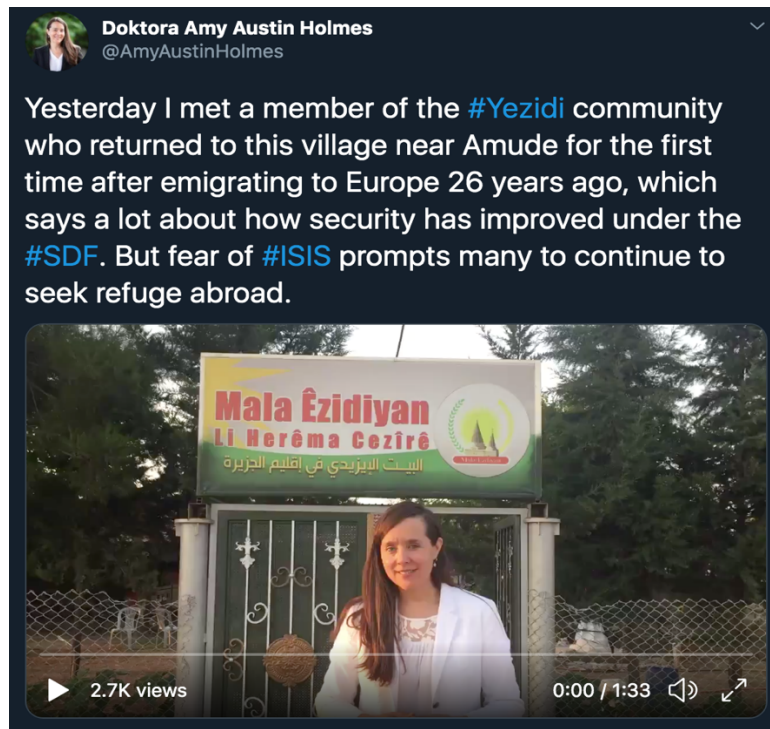 Doktora Amy Austin Holmes
@AmyAustinHolmes
Yesterday I met a member of the #Yezidi community
who returned to this village near Amude for the first
time after emigrating to Europe 26 years ago, which
says a lot about how security has improved under the
#SDF. But fear of #ISIS prompts many to continue to
seek refuge abroad.
Mala Êzidiyan
Li Herêma Cezîrê
البيت الإيزيدي في إقليم الجزيرة
2.7K views
0:00 / 1:33